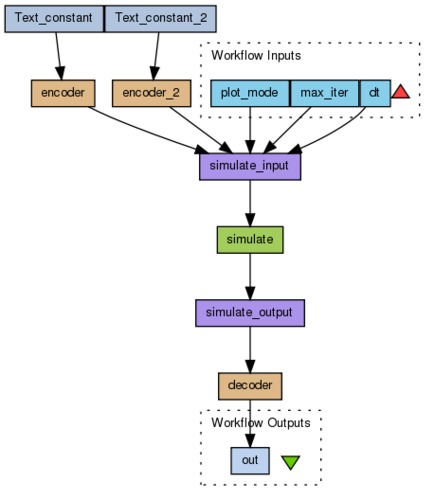 Text_constant Text_constant_2
Workflow Inputs
encoder encoder_2 plot_mode max_iter dt
simulate_input
simulate
simulate_output
decoder
Workflow Outputs
out